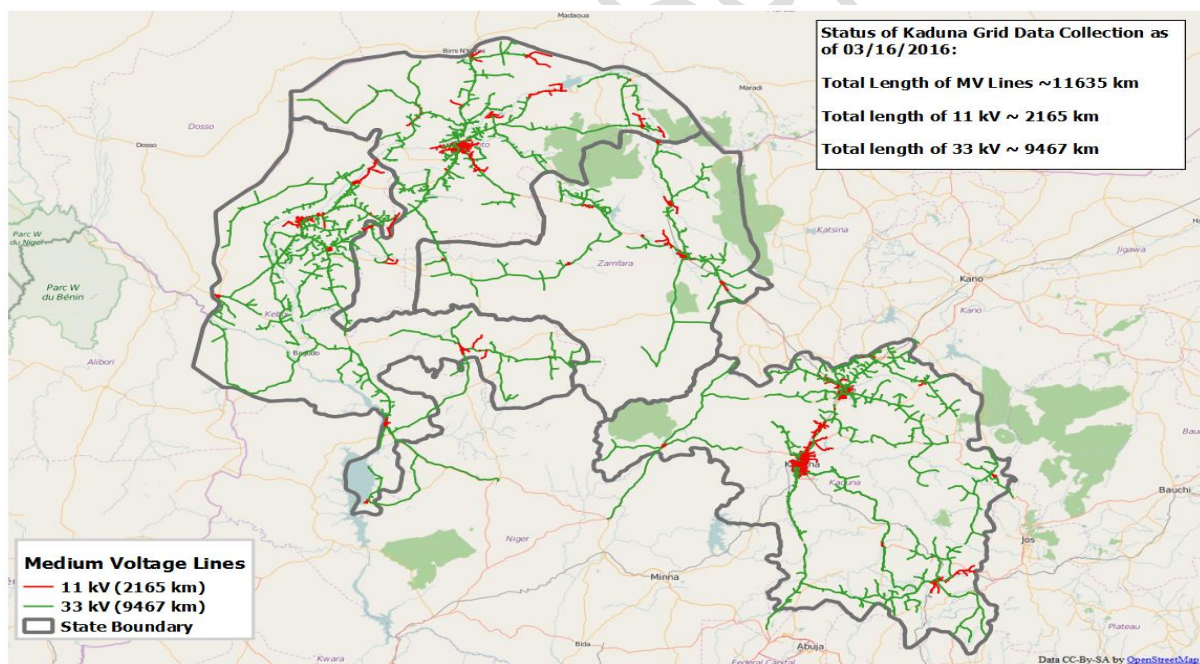 Madaoua
Birni N'Konni
Status of Kaduna Grid Data Collection as
of 03/16/2016:
Total Length of MV Lines ~11635 km
Total length of 11 kV ~ 2165 km
Total length of 33 kV ~ 9467 km
Maradi
Dosso
Dosso
Parc W
du Niger
Parc W
du Bénin
Katsina
Jigawa
Zamfara
Kano
Kano
Alibori
Bagudo
Kaduna
Bauchi
Jos
Niger
Minna
Bida
Abuja
Plateau
Kwara
Federal Capital
Medium Voltage Lines
11 kV (2165 km)
33 kV (9467 km)
State Boundary
Data CC-By-SA by OpenStreetMap